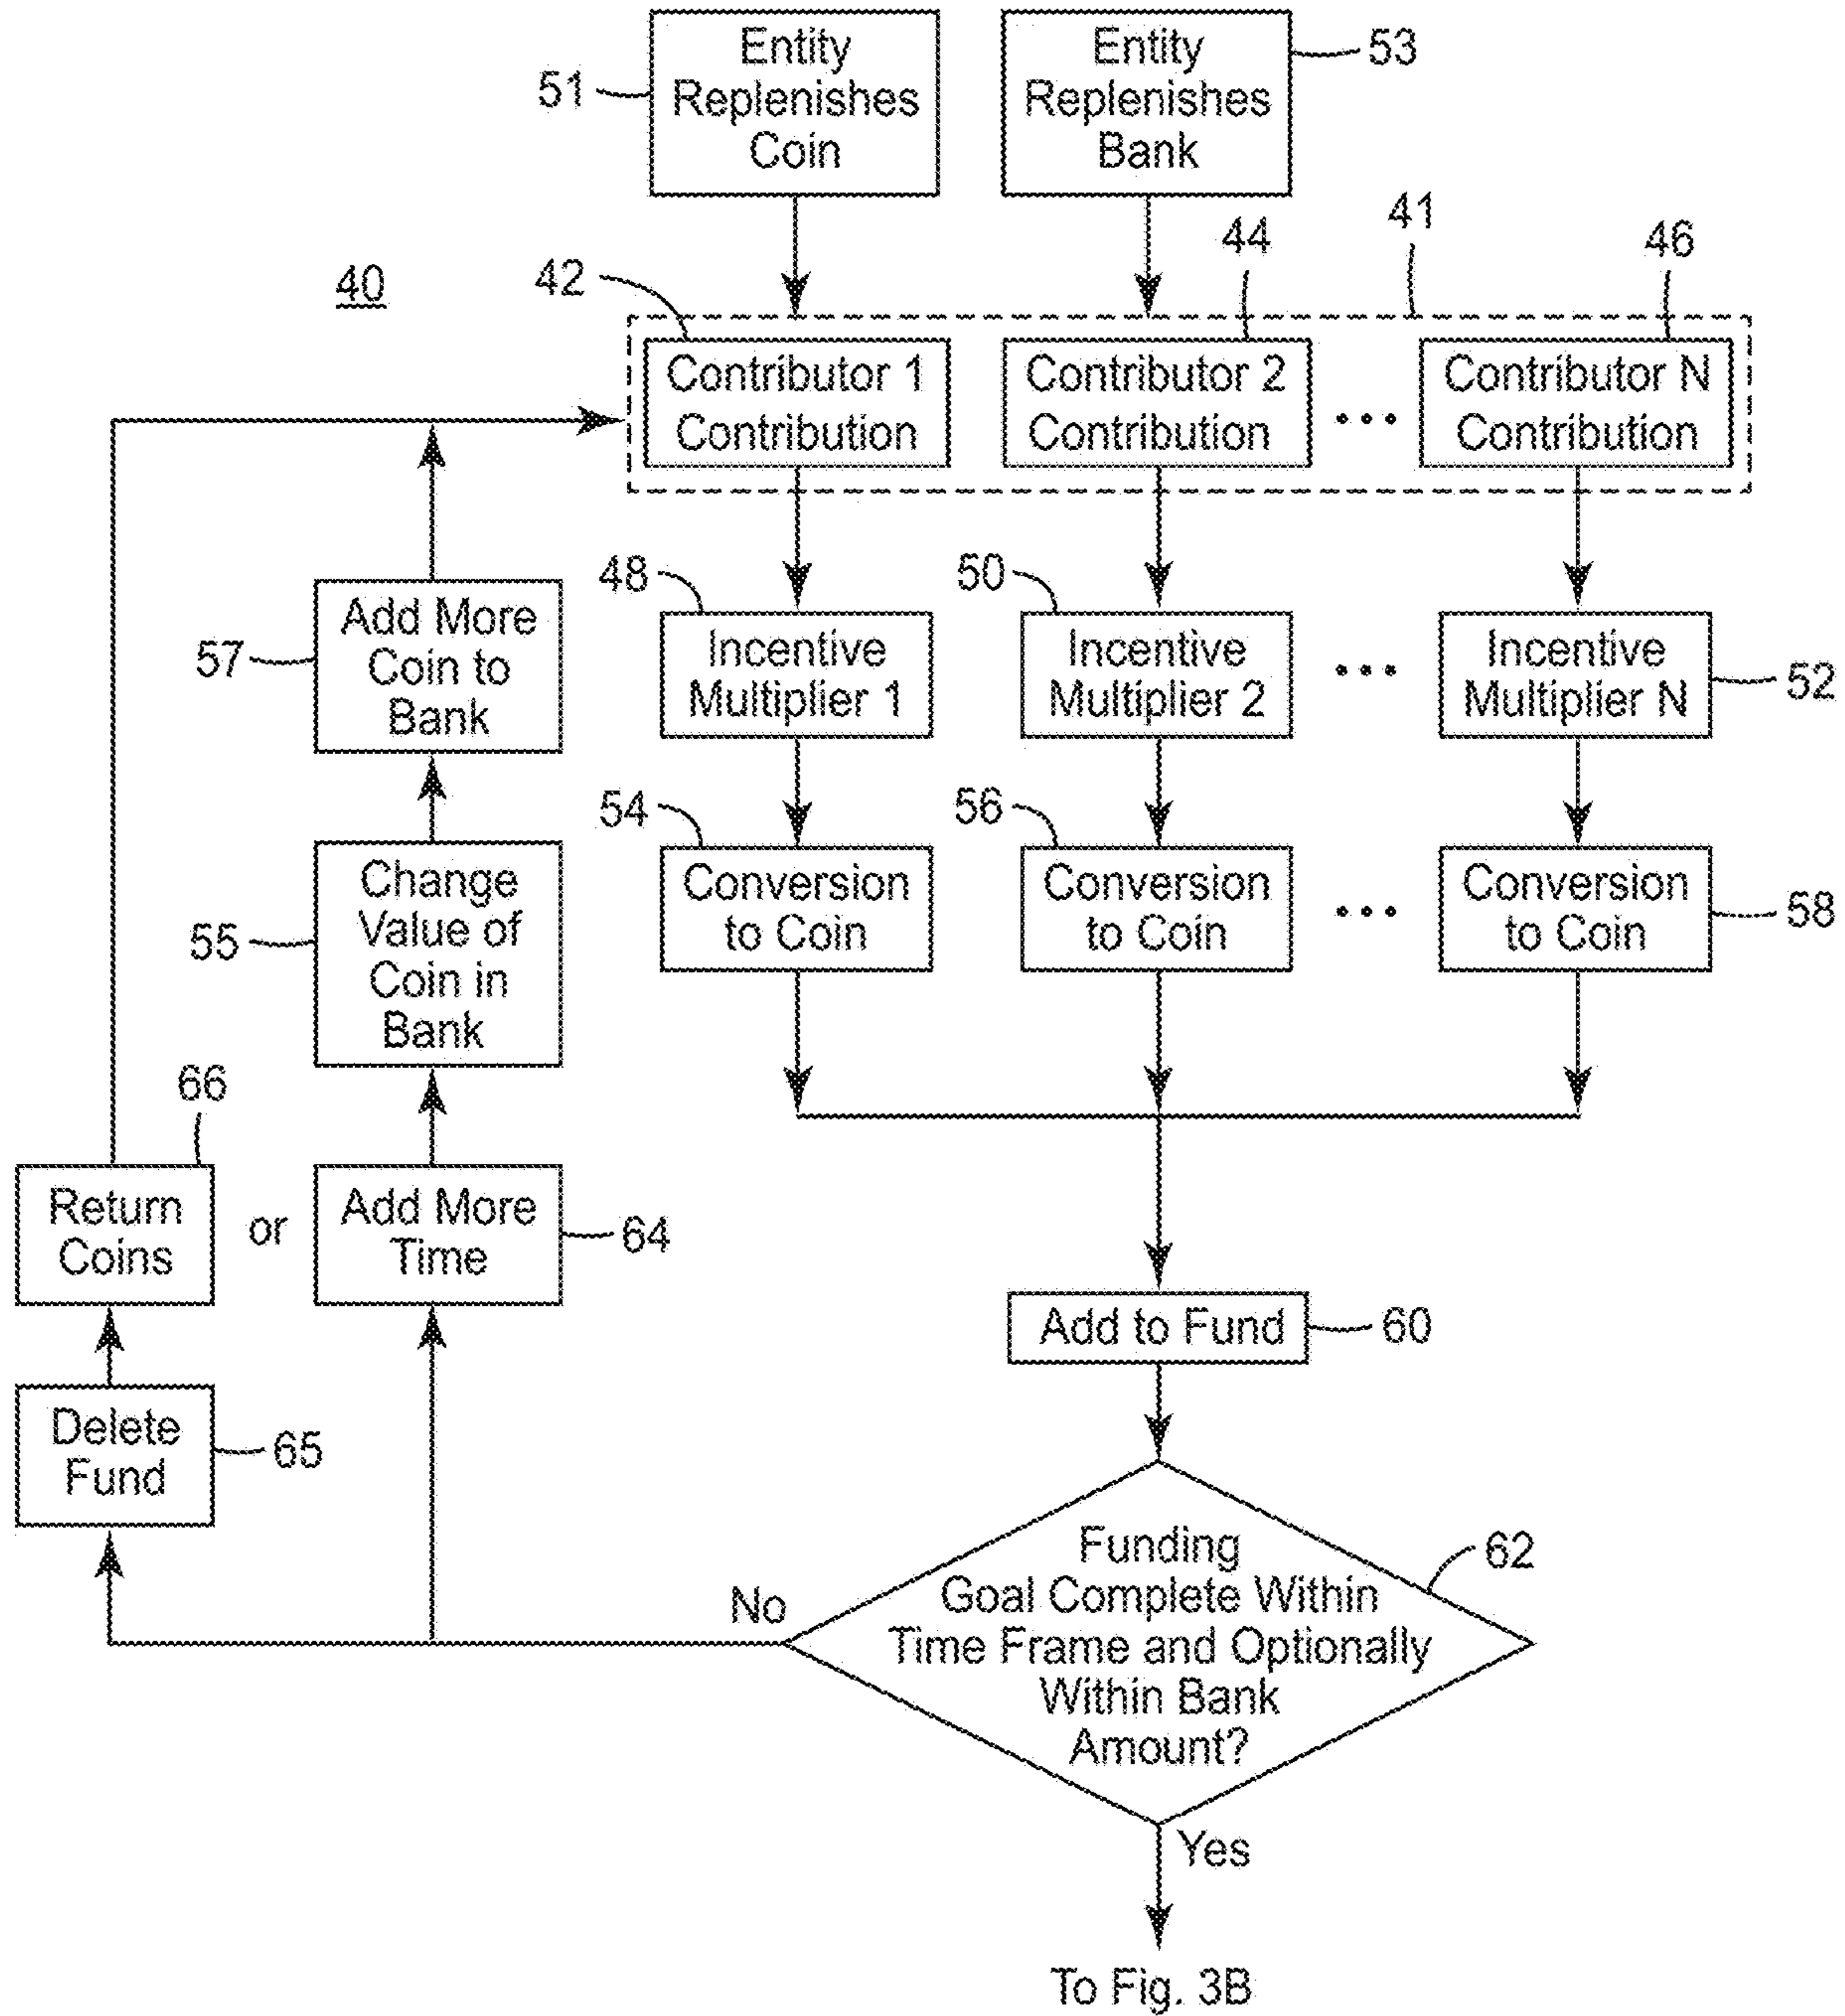 Entity
Replenishes
Coin
51
Entity
Replenishes
Bank
53
40
41
42
44
46
Contributor 1
Contribution
Contributor 2
Contribution
•••
Contributor N
Contribution
48
Incentive
Multiplier 1
50
Incentive
Multiplier 2
•••
Incentive
Multiplier N
52
57
Add More
Coin to
Bank
54
Conversion
to Coin
56
Conversion
to Coin
•••
Conversion
to Coin
58
55
Change
Value of
Coin in
Bank
66
Return
Coins
or
Add More
Time
64
Add to Fund
60
Delete
Fund
65
Funding
Goal Complete Within
Time Frame and Optionally
Within Bank
Amount?
62
No
Yes
To Fig. 3B